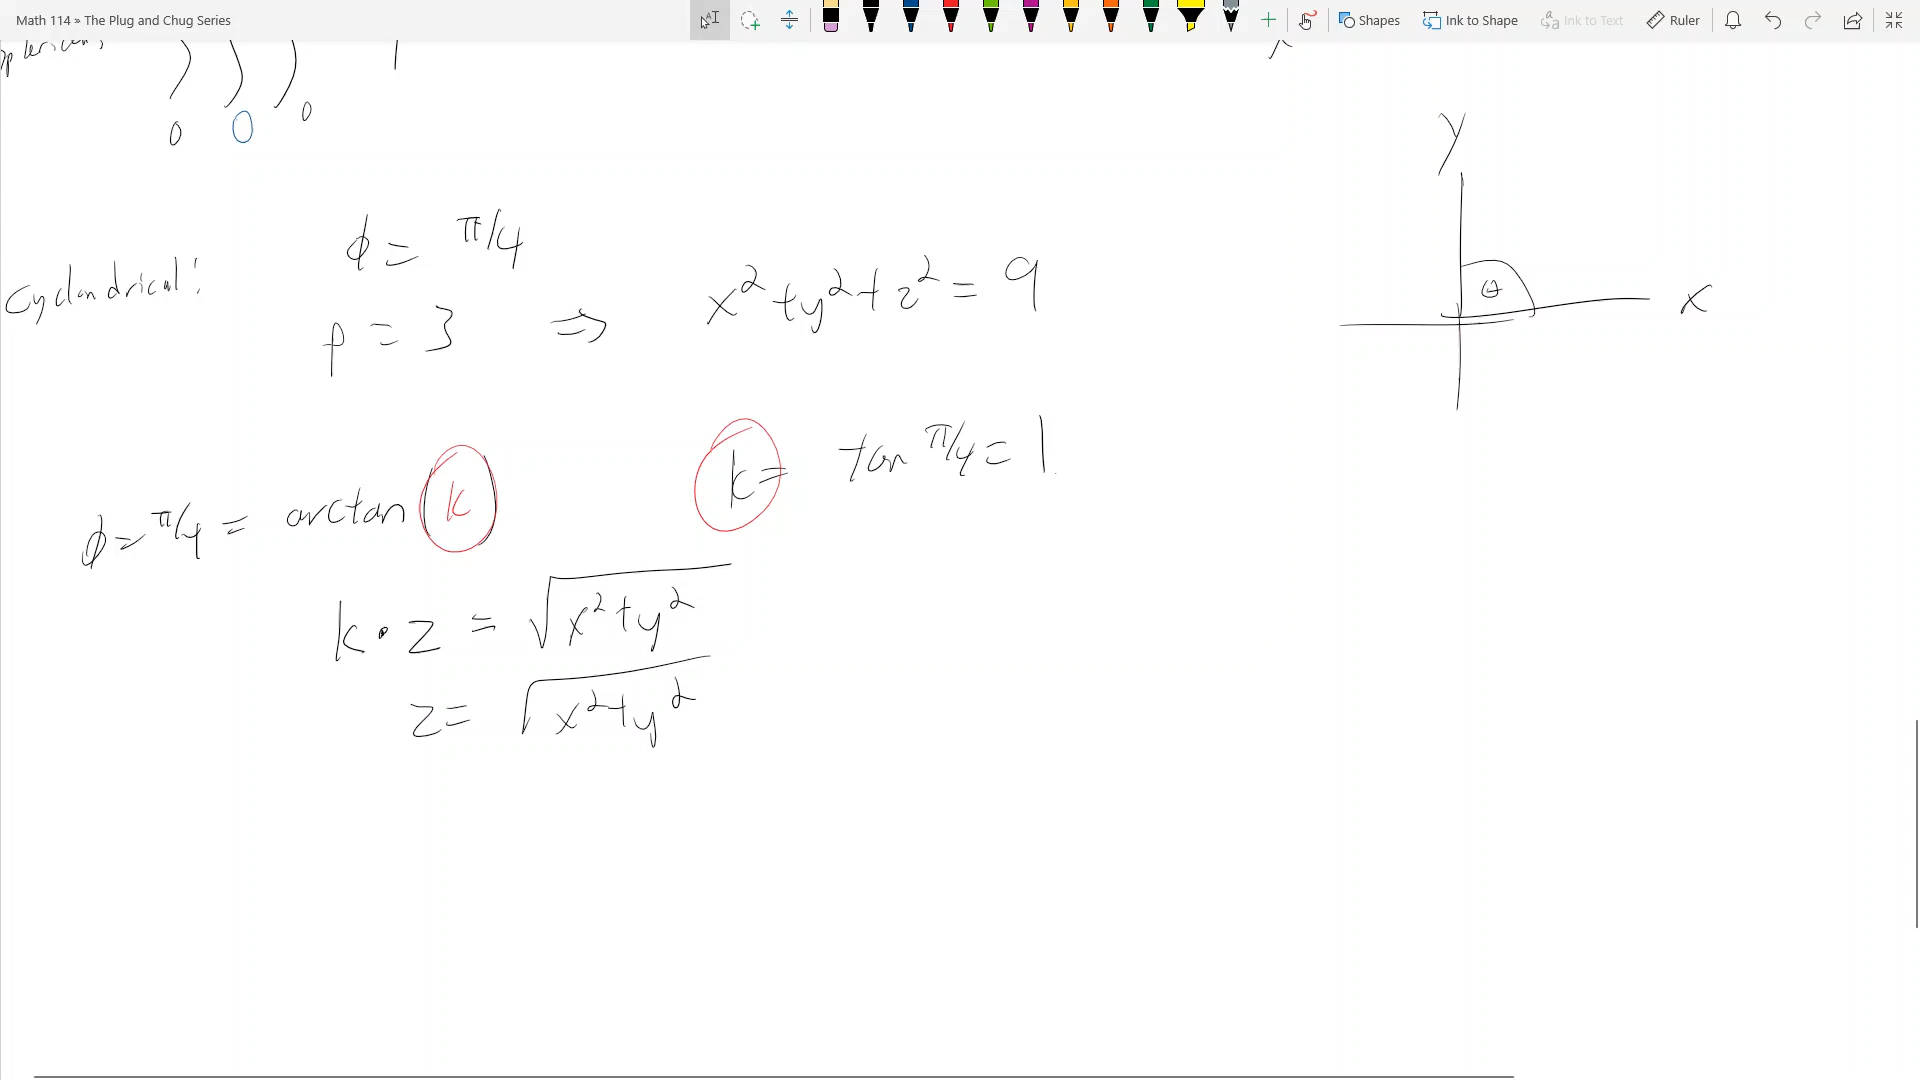 Math 114 » The Plug and Chug Series
Shapes
Ink to Shape
Ink to Text
Ruler
0 0 0
y
x
θ
Cylandrical:
ϕ = π/4
ρ = 3 ⇒ x² + y² + z² = 9
ϕ = π/4 = arctan (k)
k = tan π/4 = 1
k · z = √(x² + y²)
z = √(x² + y²)